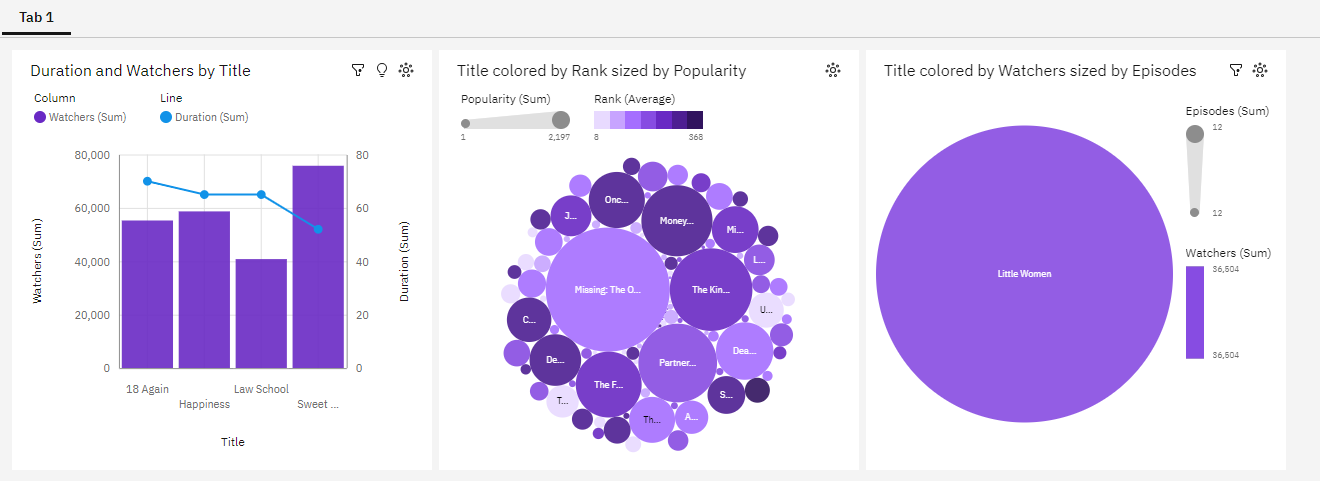 Tab 1
Duration and Watchers by Title
Column
Line
Watchers (Sum)
Duration (Sum)
80,000
60,000
40,000
20,000
0
80
60
40
20
0
Watchers (Sum)
Duration (Sum)
18 Again
Law School
Happiness
Sweet ...
Title
Title colored by Rank sized by Popularity
Popularity (Sum)
Rank (Average)
1
2,197
8
368
Onc...
J...
Money...
Mi...
L...
Missing: The O...
The Kin...
U...
C...
De...
Partner...
Dea...
The F...
T...
S...
Th...
A...
Title colored by Watchers sized by Episodes
Episodes (Sum)
12
12
Watchers (Sum)
36,604
36,604
Little Women